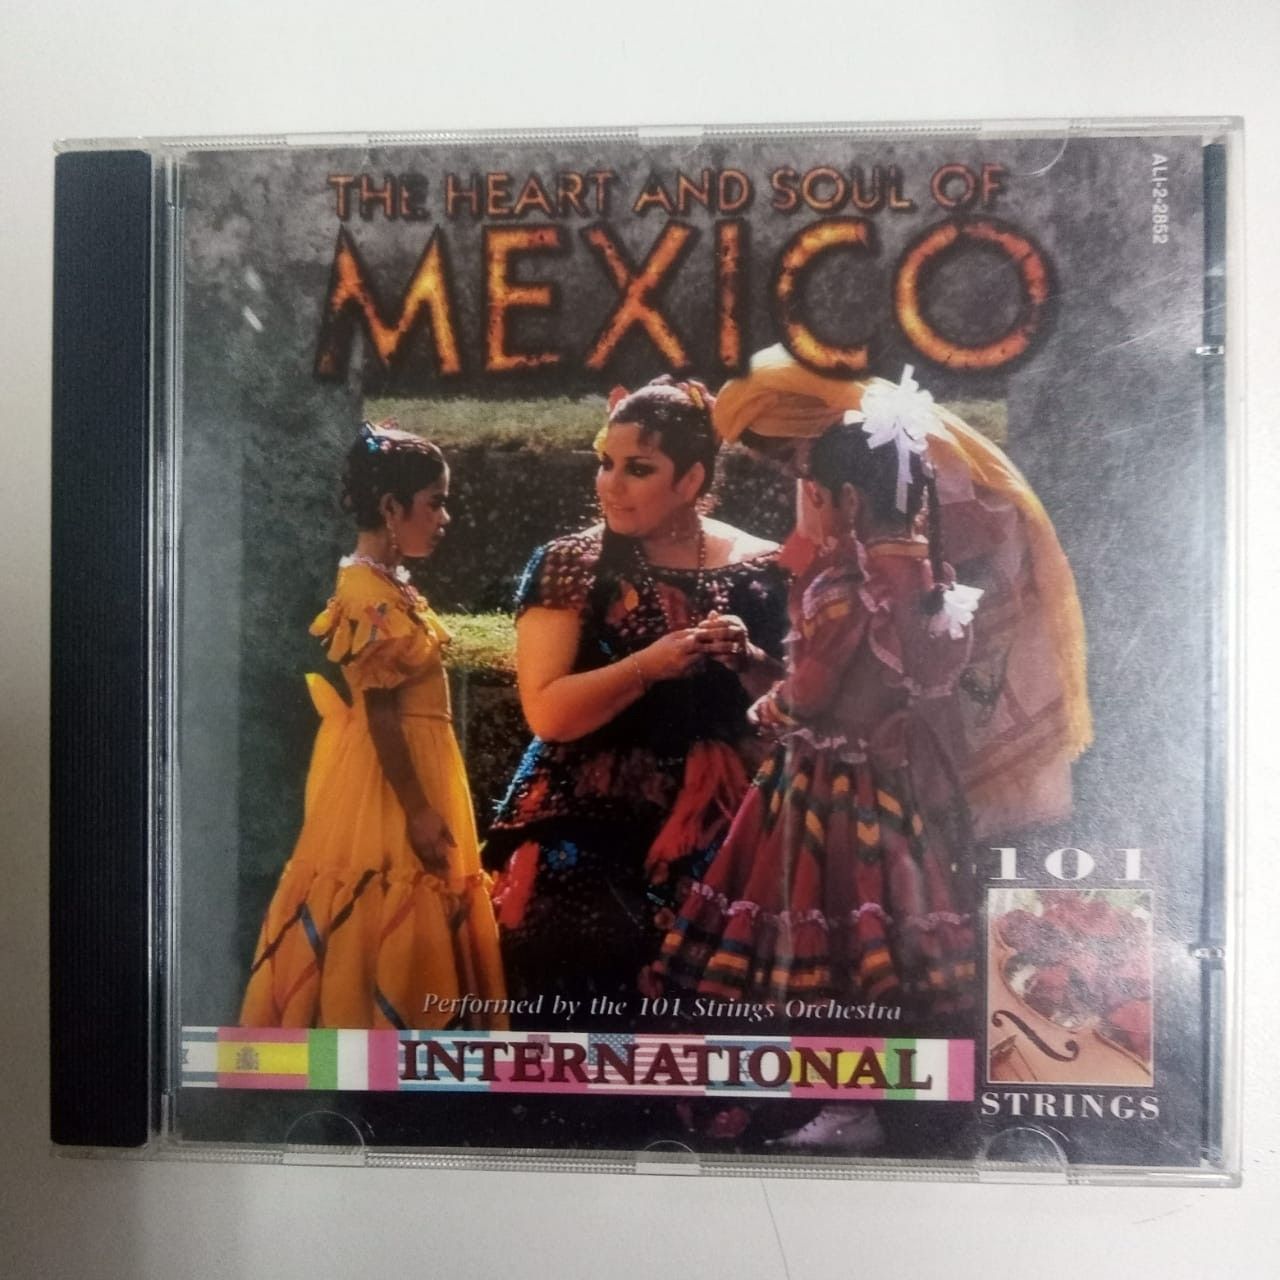 THE HEART AND SOUL OF
MEXICO
ALI-2-2852
Performed by the 101 Strings Orchestra
INTERNATIONAL
101
STRINGS